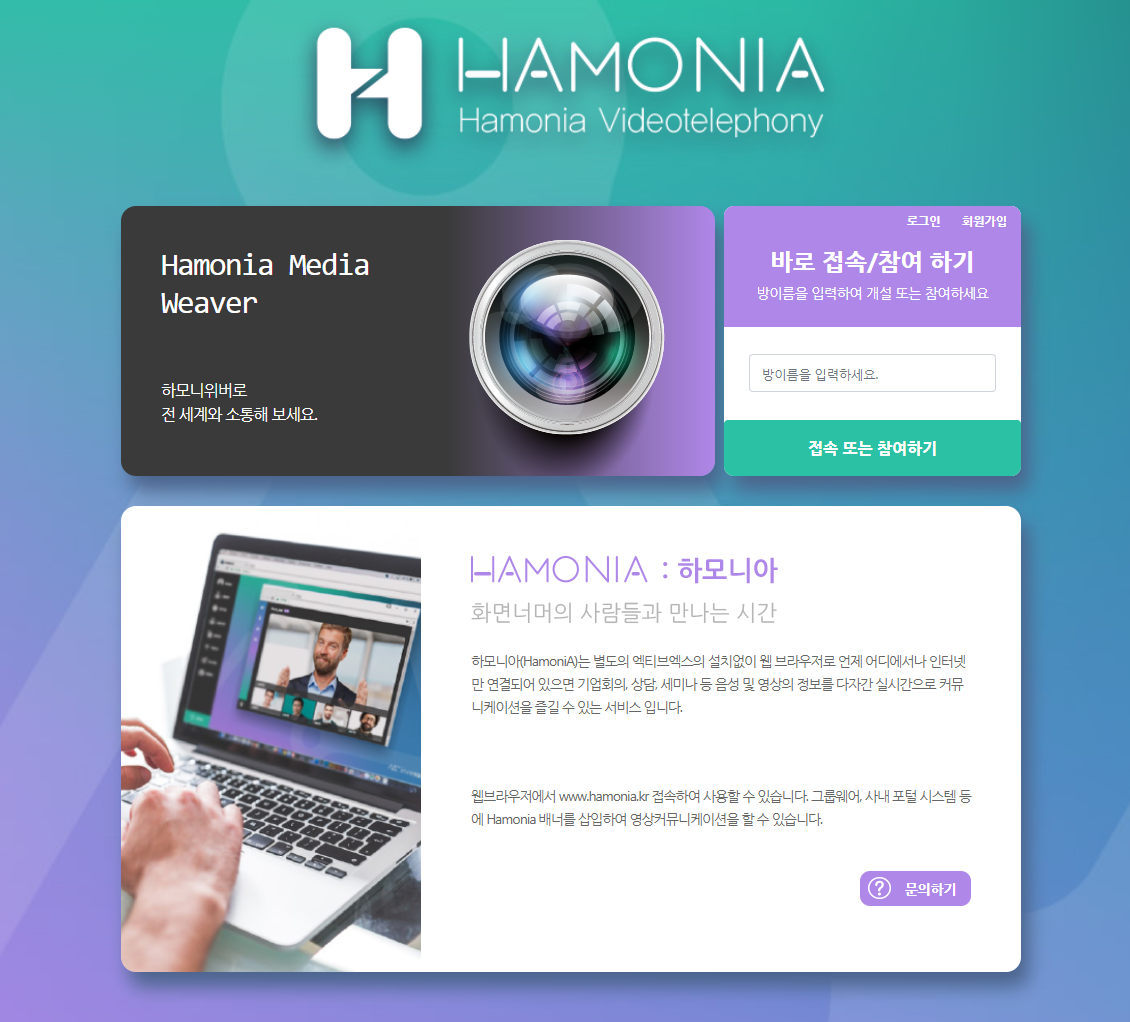 HAMONIA
Hamonia Videotelephony
Hamonia Media
Weaver
하모니위버로
전 세계와 소통해 보세요.
로그인 회원가입
바로 접속/참여 하기
방이름을 입력하여 개설 또는 참여하세요
방이름을 입력하세요.
접속 또는 참여하기
HAMONIA : 하모니아
화면너머의 사람들과 만나는 시간
하모니아(HamoniA)는 별도의 엑티브엑스의 설치없이 웹 브라우저로 언제 어디에서나 인터넷
만 연결되어 있으면 기업회의, 상담, 세미나 등 음성 및 영상의 정보를 다자간 실시간으로 커뮤
니케이션을 즐길 수 있는 서비스 입니다.
웹브라우저에서 www.hamonia.kr 접속하여 사용할 수 있습니다. 그룹웨어, 사내 포털 시스템 등
에 Hamonia 배너를 삽입하여 영상커뮤니케이션을 할 수 있습니다.
문의하기